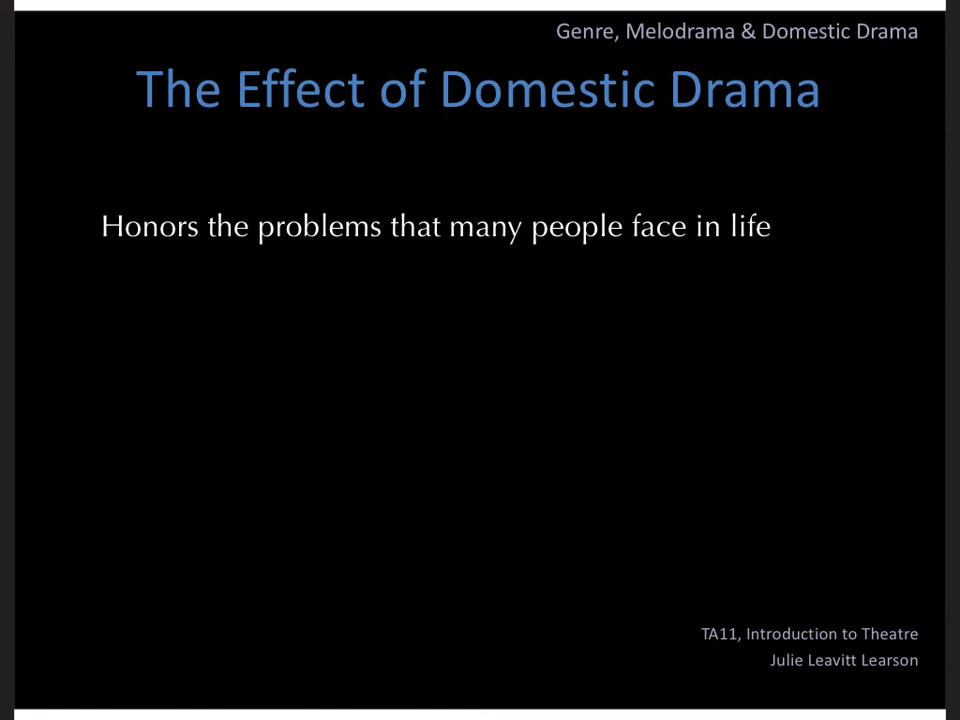 Genre, Melodrama & Domestic Drama
The Effect of Domestic Drama
Honors the problems that many people face in life
TA11, Introduction to Theatre
Julie Leavitt Learson